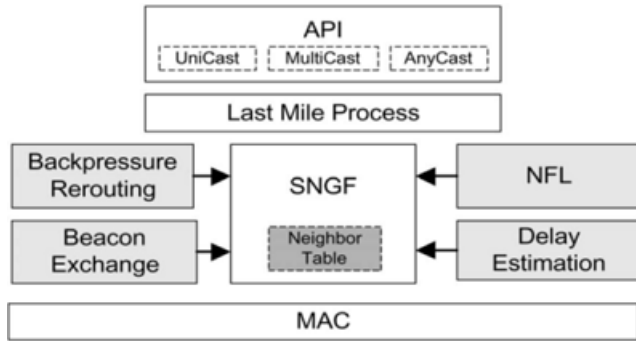 API
UniCast MultiCast AnyCast
Last Mile Process
Backpressure
Rerouting
SNGF
NFL
Beacon
Exchange
Neighbor
Table
Delay
Estimation
MAC